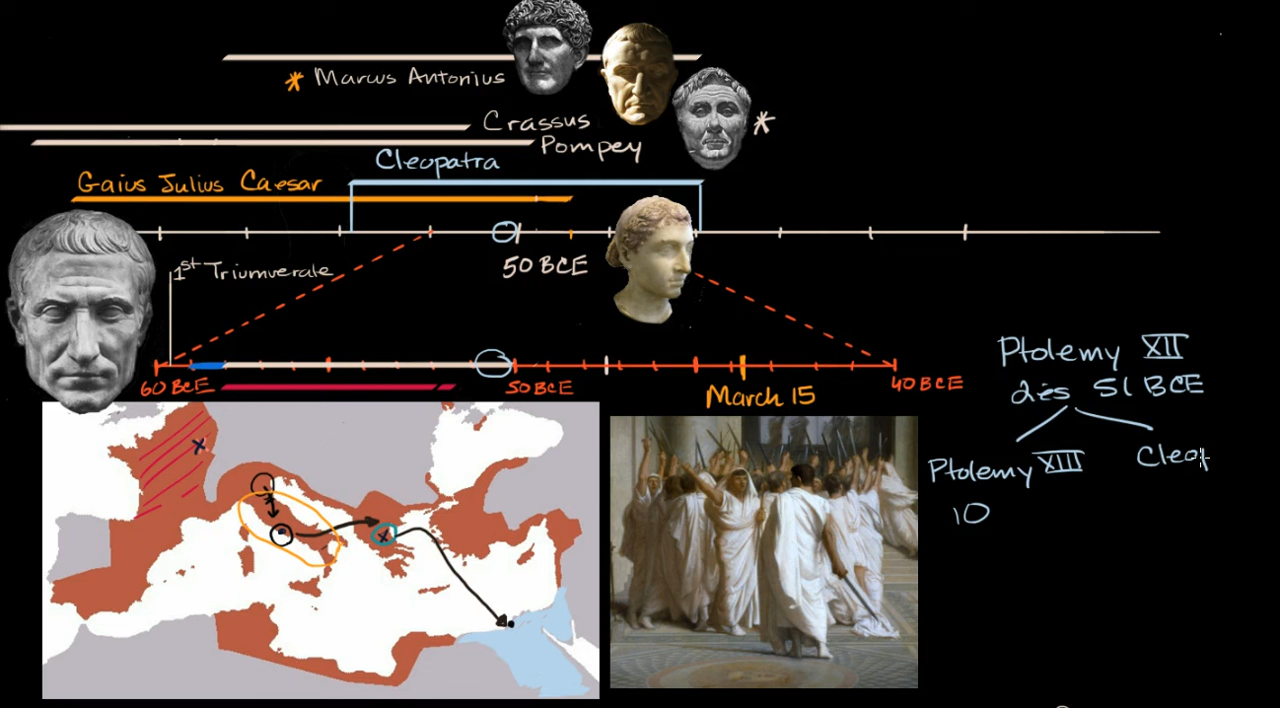 * Marcus Antonius
Crassus
*
Pompey
Cleopatra
Gaius Julius Caesar
50 BCE
1st Triumverate
60 BCE
50 BCE
March 15
40 BCE
Ptolemy XII
dies 51 BCE
Ptolemy XIII
Cleop
10
x
x